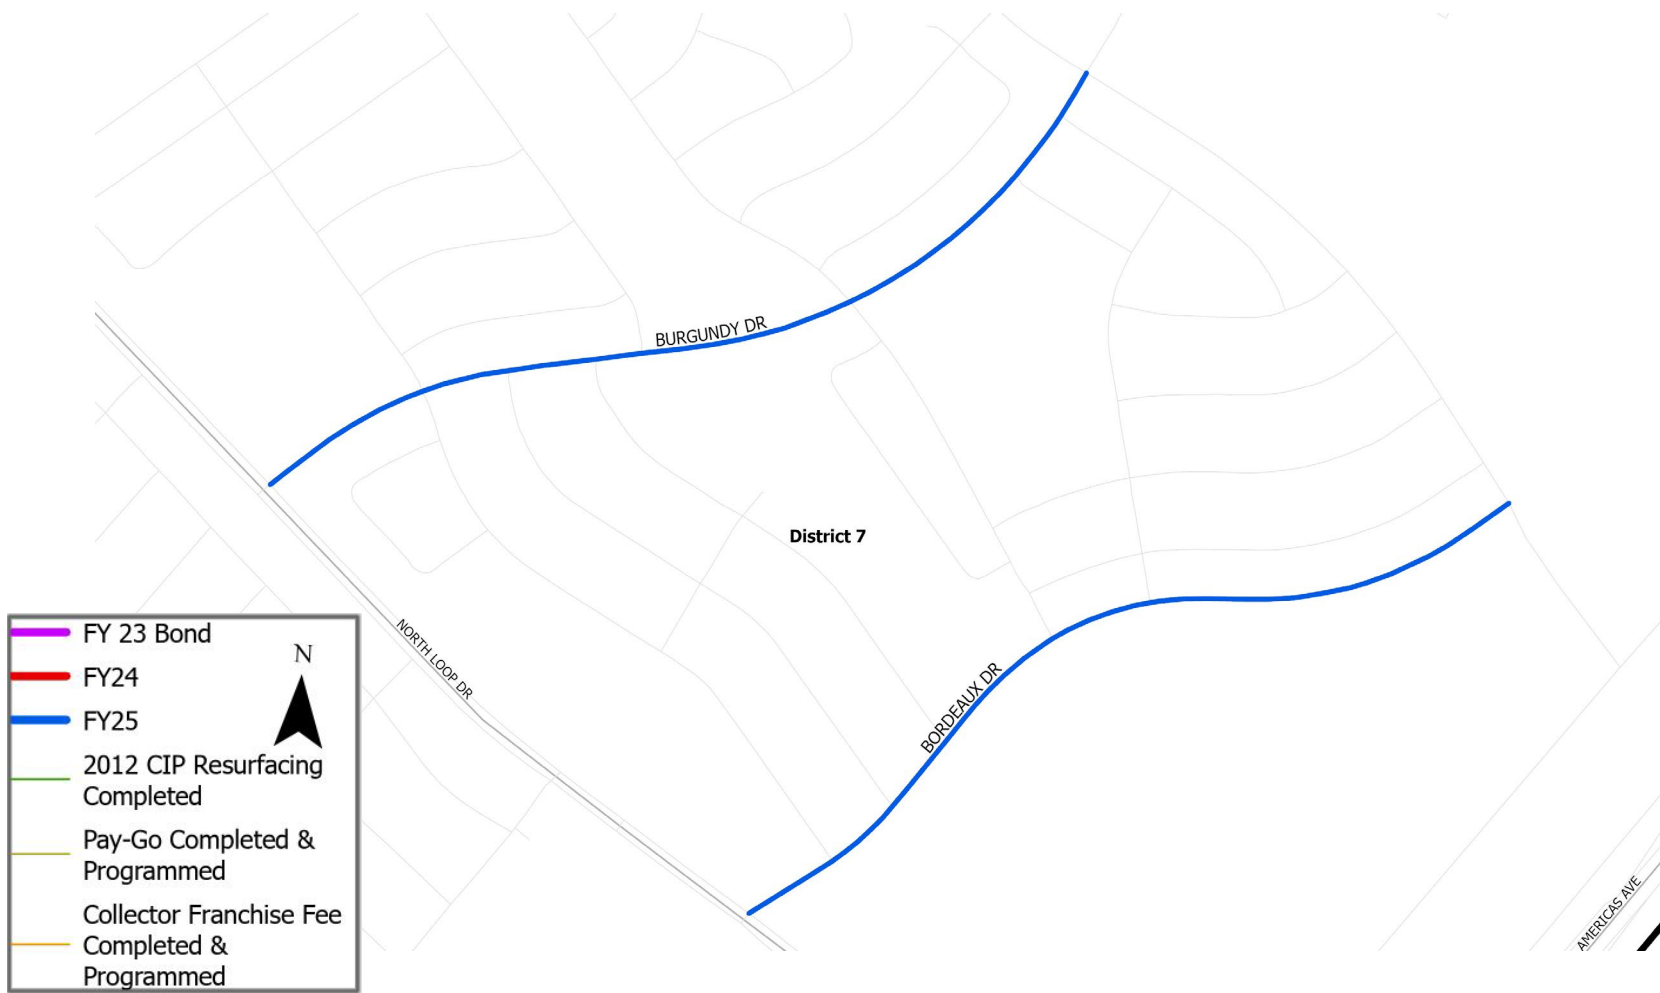 BURGUNDY DR
District 7
NORTH LOOP DR
BORDEAUX DR
AMERICAS AVE
FY 23 Bond
N
FY24
FY25
2012 CIP Resurfacing
Completed
Pay-Go Completed &
Programmed
Collector Franchise Fee
Completed &
Programmed